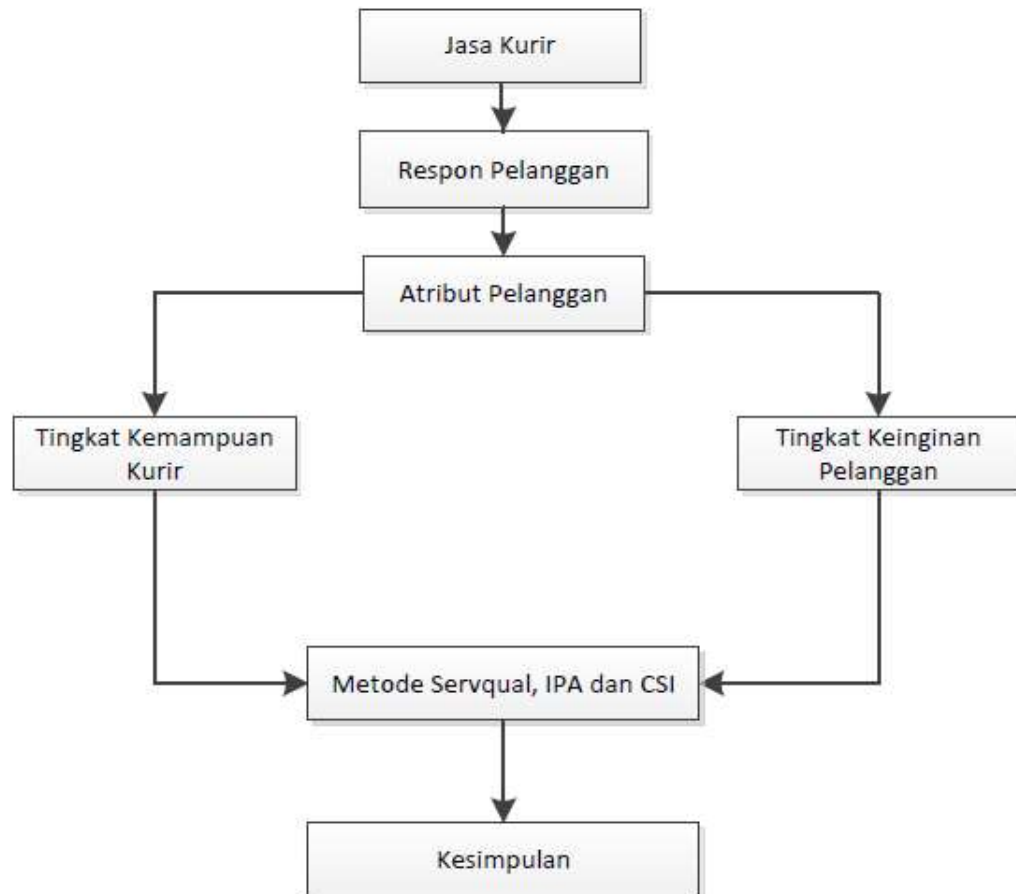 Jasa Kurir
Respon Pelanggan
Atribut Pelanggan
Tingkat Kemampuan
Kurir
Tingkat Keinginan
Pelanggan
Metode Servqual, IPA dan CSI
Kesimpulan